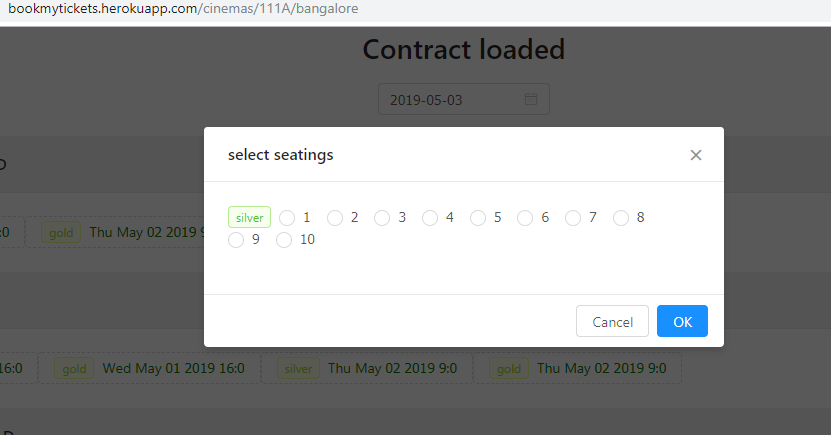 bookmytickets.herokuapp.com/cinemas/111A/bangalore
Contract loaded
2019-05-03
select seatings
D
silver 1 2 3 4 5 6 7 8
:0 gold Thu May 02 2019 9
9 10
Cancel OK
16:0 gold Wed May 01 2019 16:0 silver Thu May 02 2019 9:0 gold Thu May 02 2019 9:0